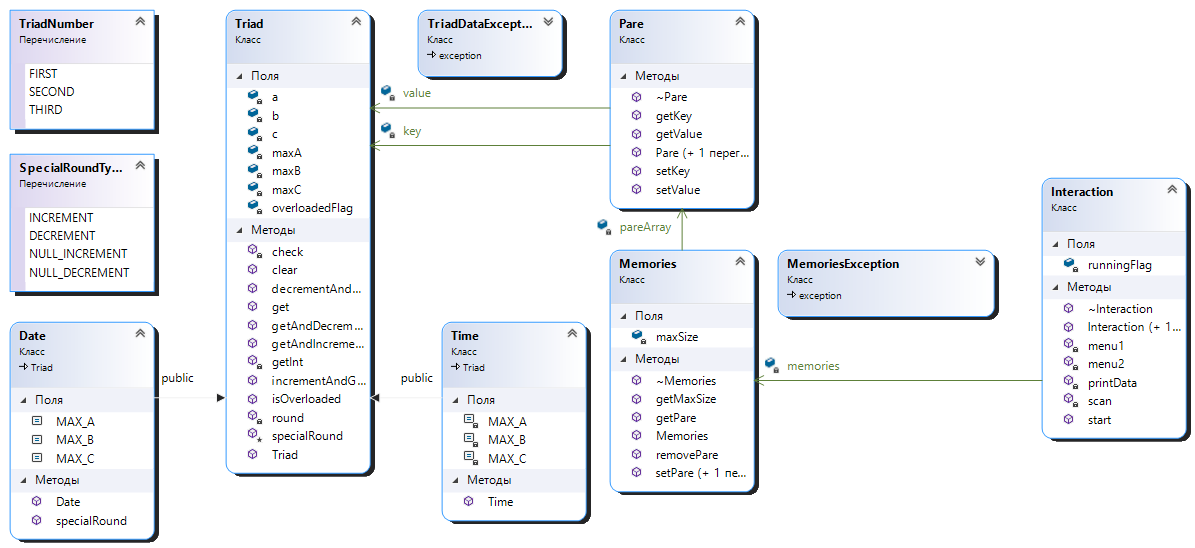 TriadNumber
Перечисление
FIRST
SECOND
THIRD
SpecialRoundTy...
Перечисление
INCREMENT
DECREMENT
NULL_INCREMENT
NULL_DECREMENT
Date
Класс
Triad
Поля
MAX_A
MAX_B
MAX_C
Методы
Date
specialRound
public
Triad
Класс
Поля
a
b
c
maxA
maxB
maxC
overloadedFlag
Методы
check
clear
decrementAnd...
get
getAndDecrem...
getAndIncreme...
getInt
incrementAndG...
isOverloaded
round
specialRound
Triad
public
TriadDataExcept...
Класс
exception
value
key
Time
Класс
Triad
Поля
MAX_A
MAX_B
MAX_C
Методы
Time
Pare
Класс
Методы
~Pare
getKey
getValue
Pare (+ 1 перег...
setKey
setValue
pareArray
Memories
Класс
Поля
maxSize
Методы
~Memories
getMaxSize
getPare
Memories
removePare
setPare (+ 1 пе...
MemoriesException
Класс
exception
memories
Interaction
Класс
Поля
runningFlag
Методы
~Interaction
Interaction (+ 1...
menu1
menu2
printData
scan
start